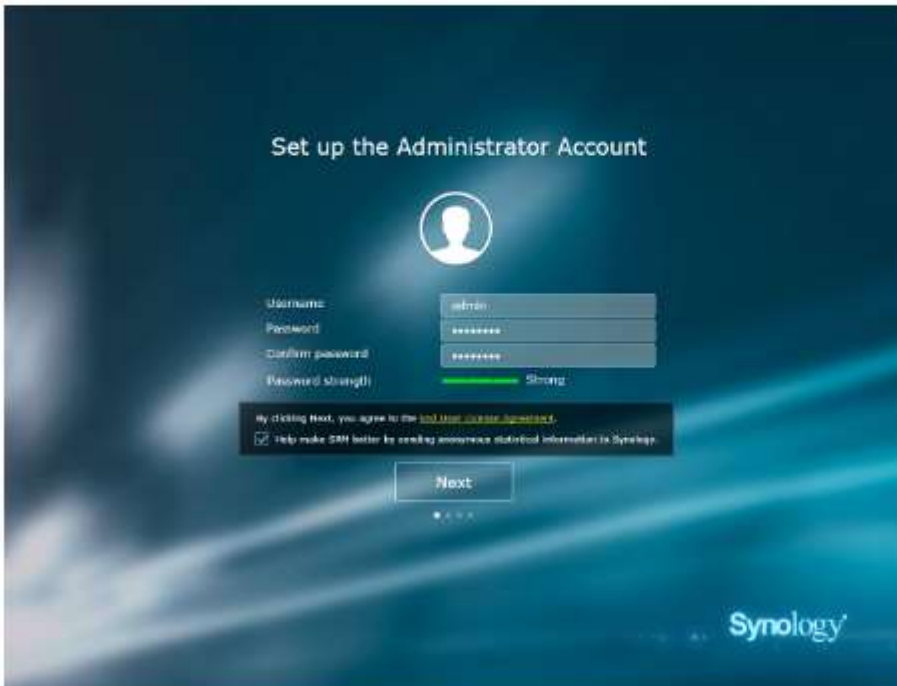 Set up the Administrator Account
Username admin
Password ••••••••
Confirm password ••••••••
Password strength Strong
By clicking Next, you agree to the End User License Agreement.
Help make SRM better by sending anonymous statistical information to Synology.
Next
Synology